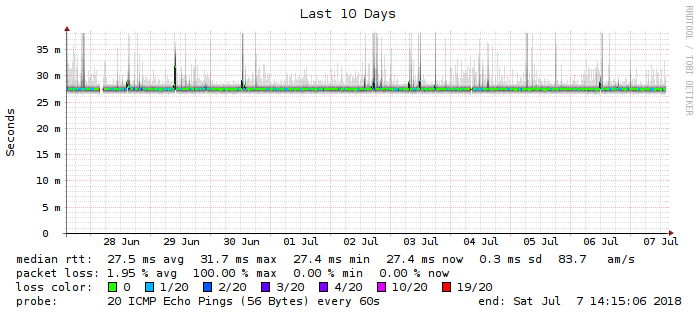 Last 10 Days
RRDTOOL / TOBI OETIKER
Seconds
35 m
30 m
25 m
20 m
15 m
10 m
5 m
0
28 Jun 29 Jun 30 Jun 01 Jul 02 Jul 03 Jul 04 Jul 05 Jul 06 Jul 07 Jul
median rtt: 27.5 ms avg 31.7 ms max 27.4 ms min 27.4 ms now 0.3 ms sd 83.7 am/s
packet loss: 1.95 % avg 100.00 % max 0.00 % min 0.00 % now
loss color: 0 1/20 2/20 3/20 4/20 10/20 19/20
probe: 20 ICMP Echo Pings (56 Bytes) every 60s end: Sat Jul 7 14:15:06 2018